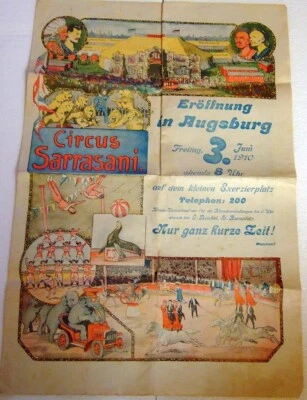 Circus
Sarrasani
Eröffnung
in Augsburg
Freitag, 3. Juni
1910
abends 8 Uhr
auf dem kleinen Exerzierplatz
Telephon: 200
Nur ganz kurze Zeit!